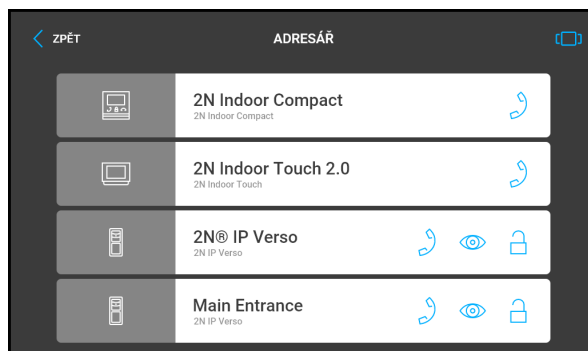 ZPĚT
ADRESÁŘ
2N Indoor Compact
2N Indoor Compact
2N Indoor Touch 2.0
2N Indoor Touch
2N® IP Verso
2N IP Verso
Main Entrance
2N IP Verso